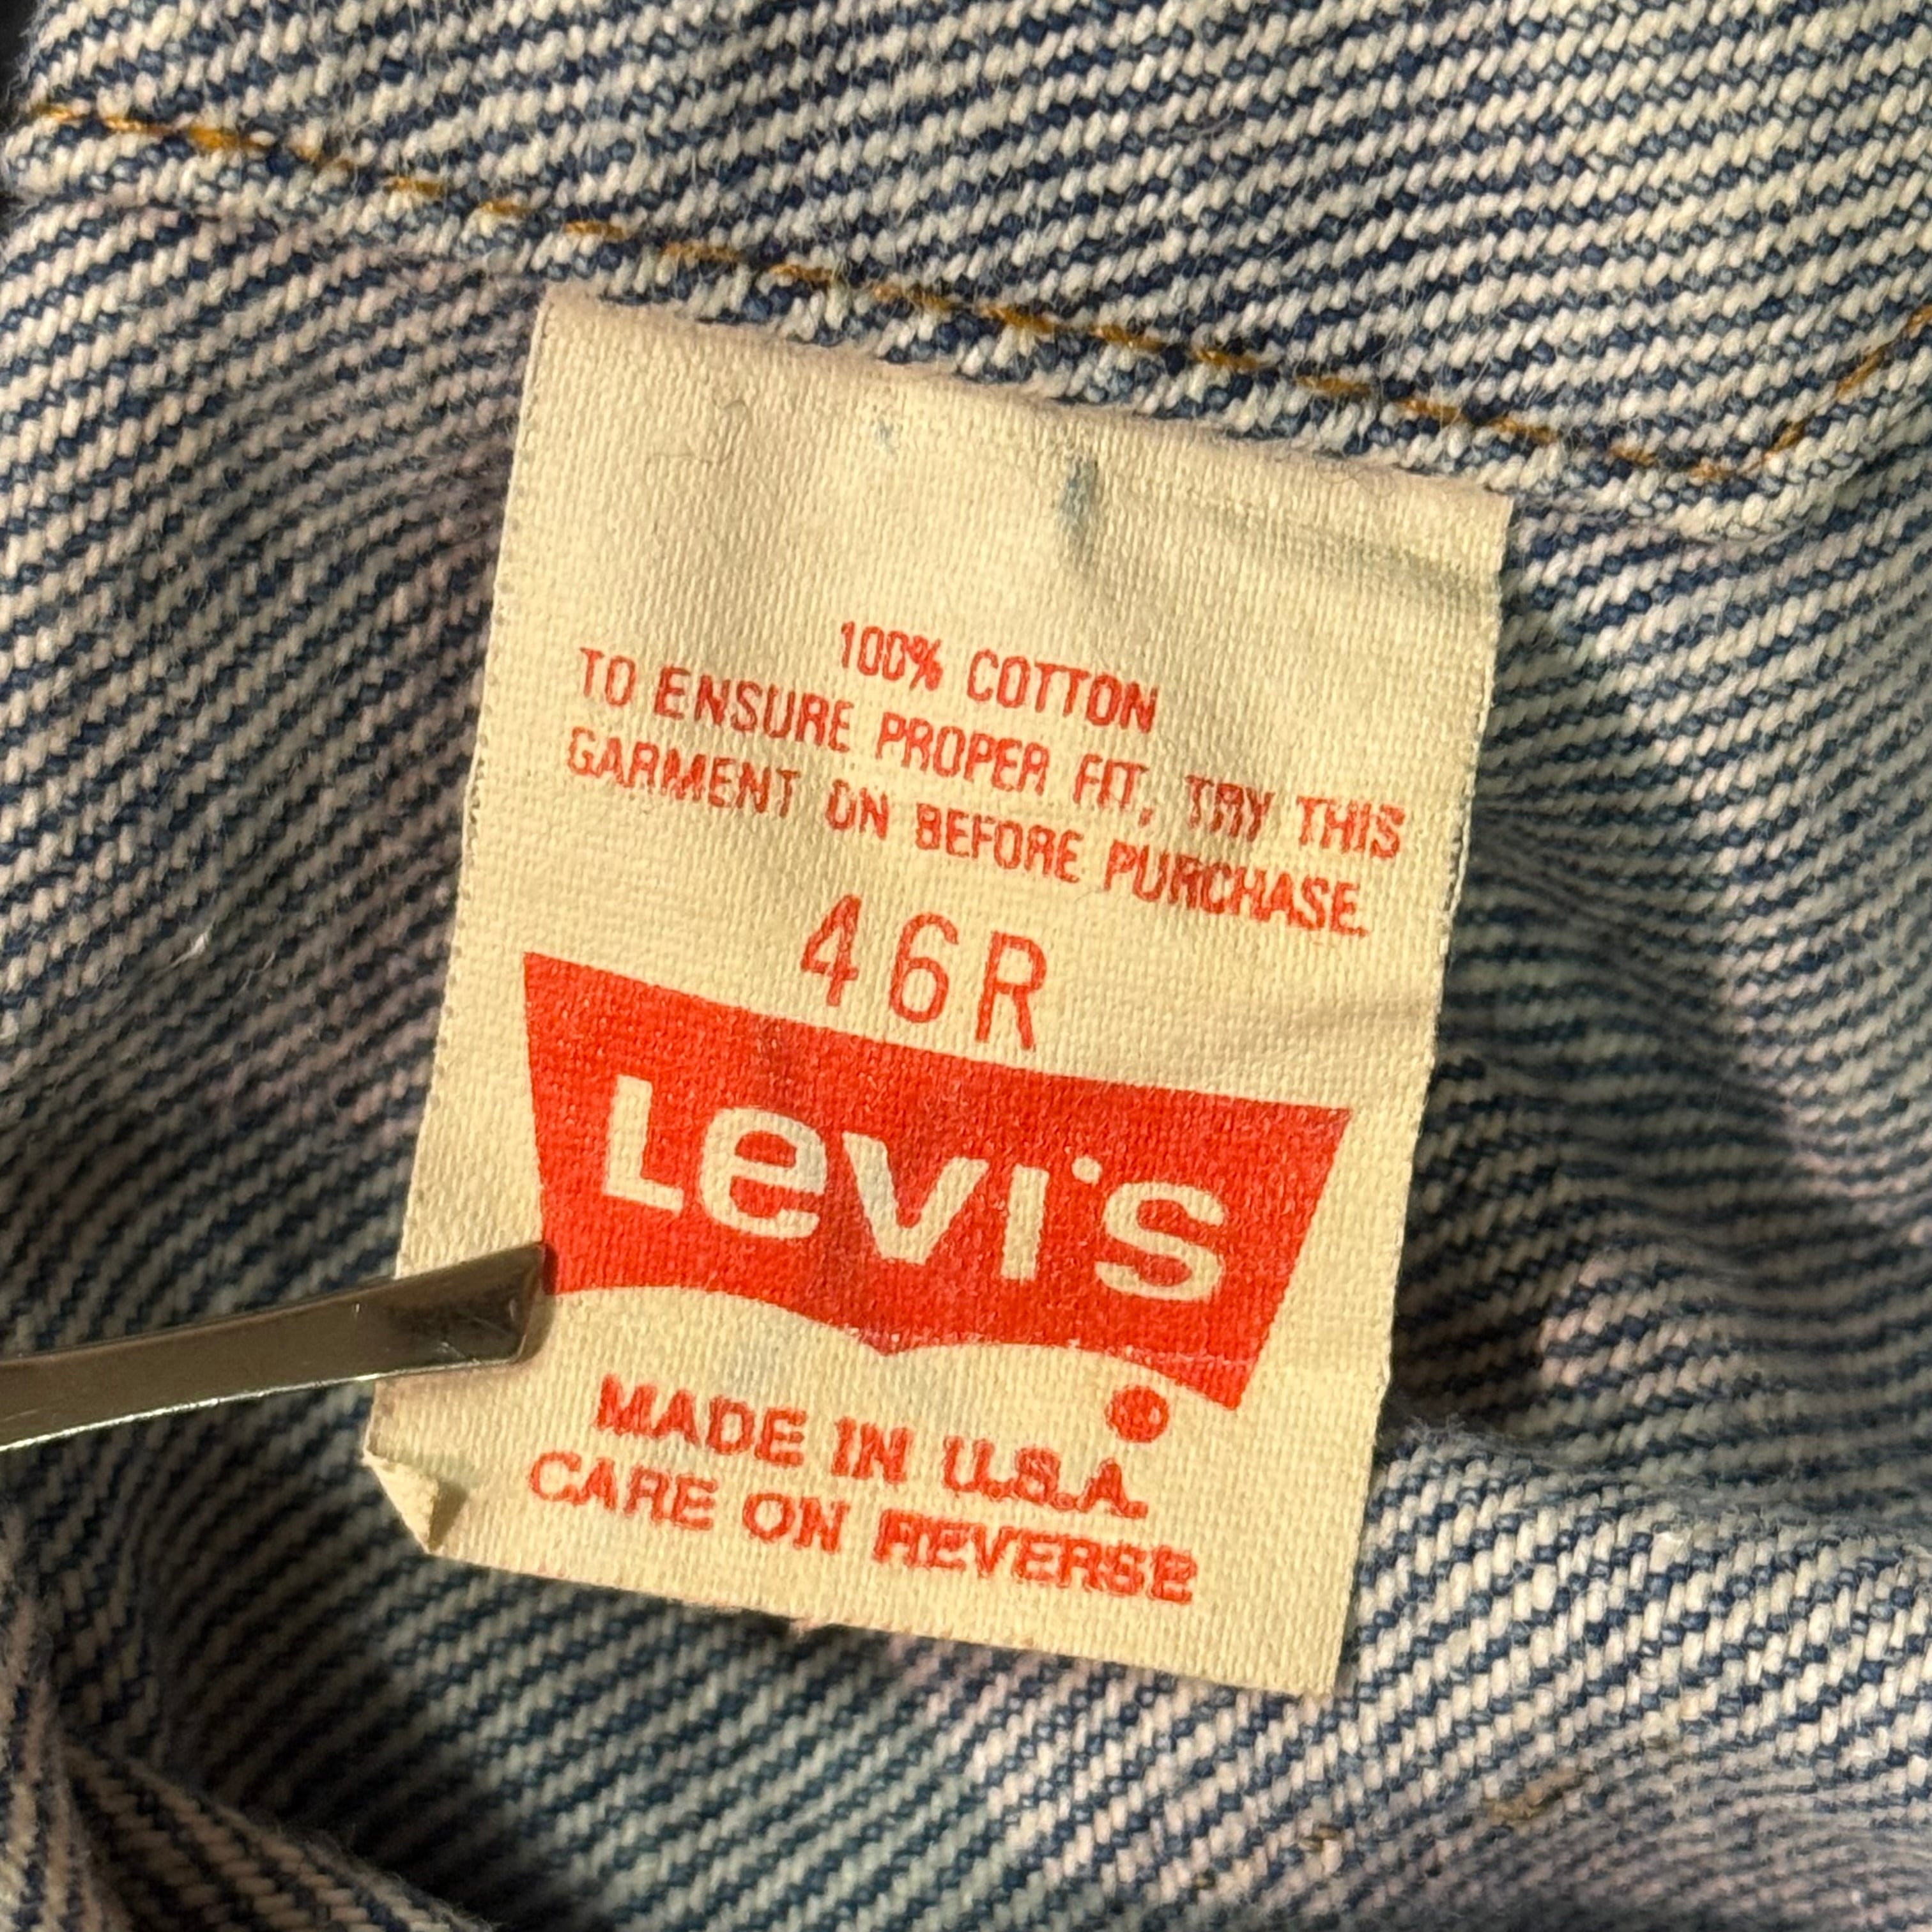 100% COTTON
TO ENSURE PROPER FIT, TRY THIS
GARMENT ON BEFORE PURCHASE.
46R
Levi's
®
MADE IN U.S.A.
CARE ON REVERSE